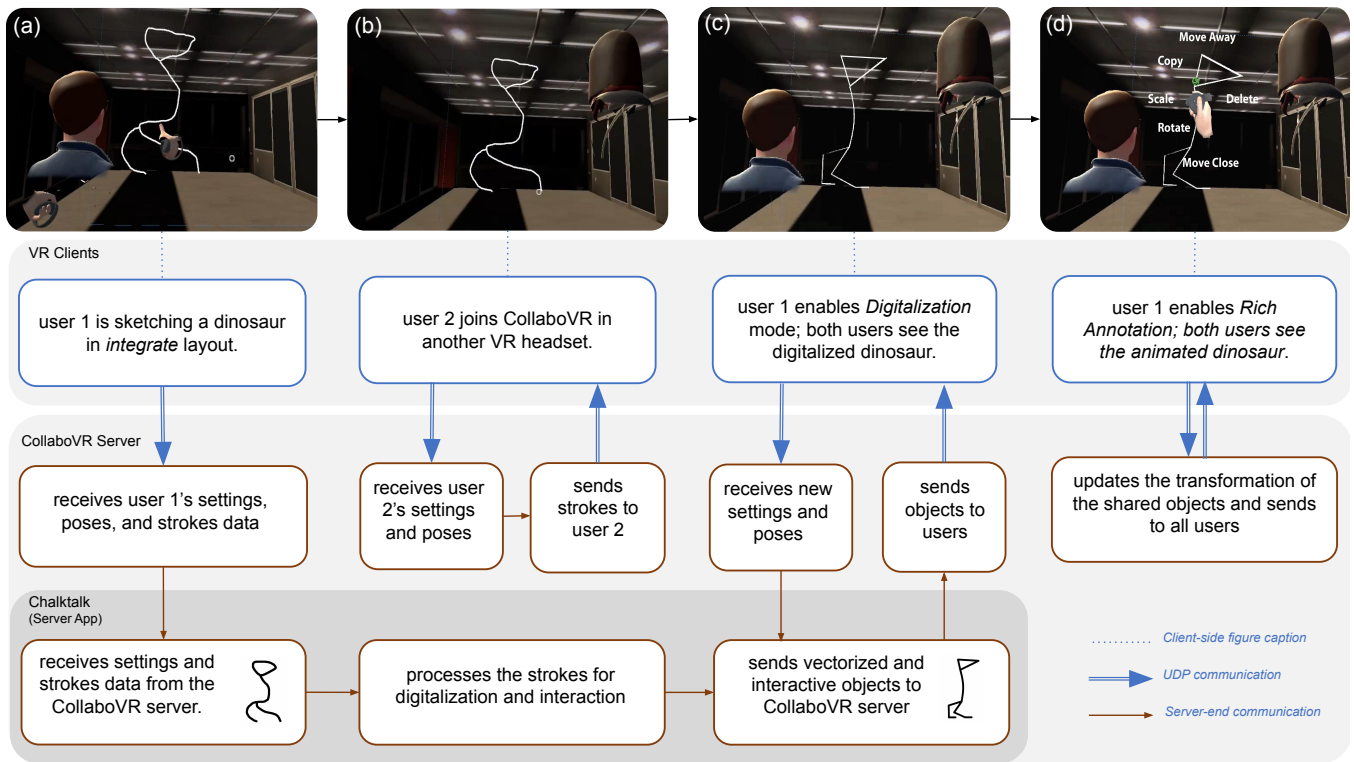 (a)
(b)
(c)
(d)
Move Away
Copy
Scale
Delete
Rotate
Move Close
VR Clients
user 1 is sketching a dinosaur
in integrate layout.
user 2 joins CollaboVR in
another VR headset.
user 1 enables Digitalization
mode; both users see the
digitalized dinosaur.
user 1 enables Rich
Annotation; both users see
the animated dinosaur.
CollaboVR Server
receives user 1's settings,
poses, and strokes data
receives user
2's settings
and poses
sends
strokes to
user 2
receives new
settings and
poses
sends
objects to
users
updates the transformation of
the shared objects and sends
to all users
Chalktalk
(Server App)
receives settings and
strokes data from the
CollaboVR server.
processes the strokes for
digitalization and interaction
sends vectorized and
interactive objects to
CollaboVR server
Client-side figure caption
UDP communication
Server-end communication